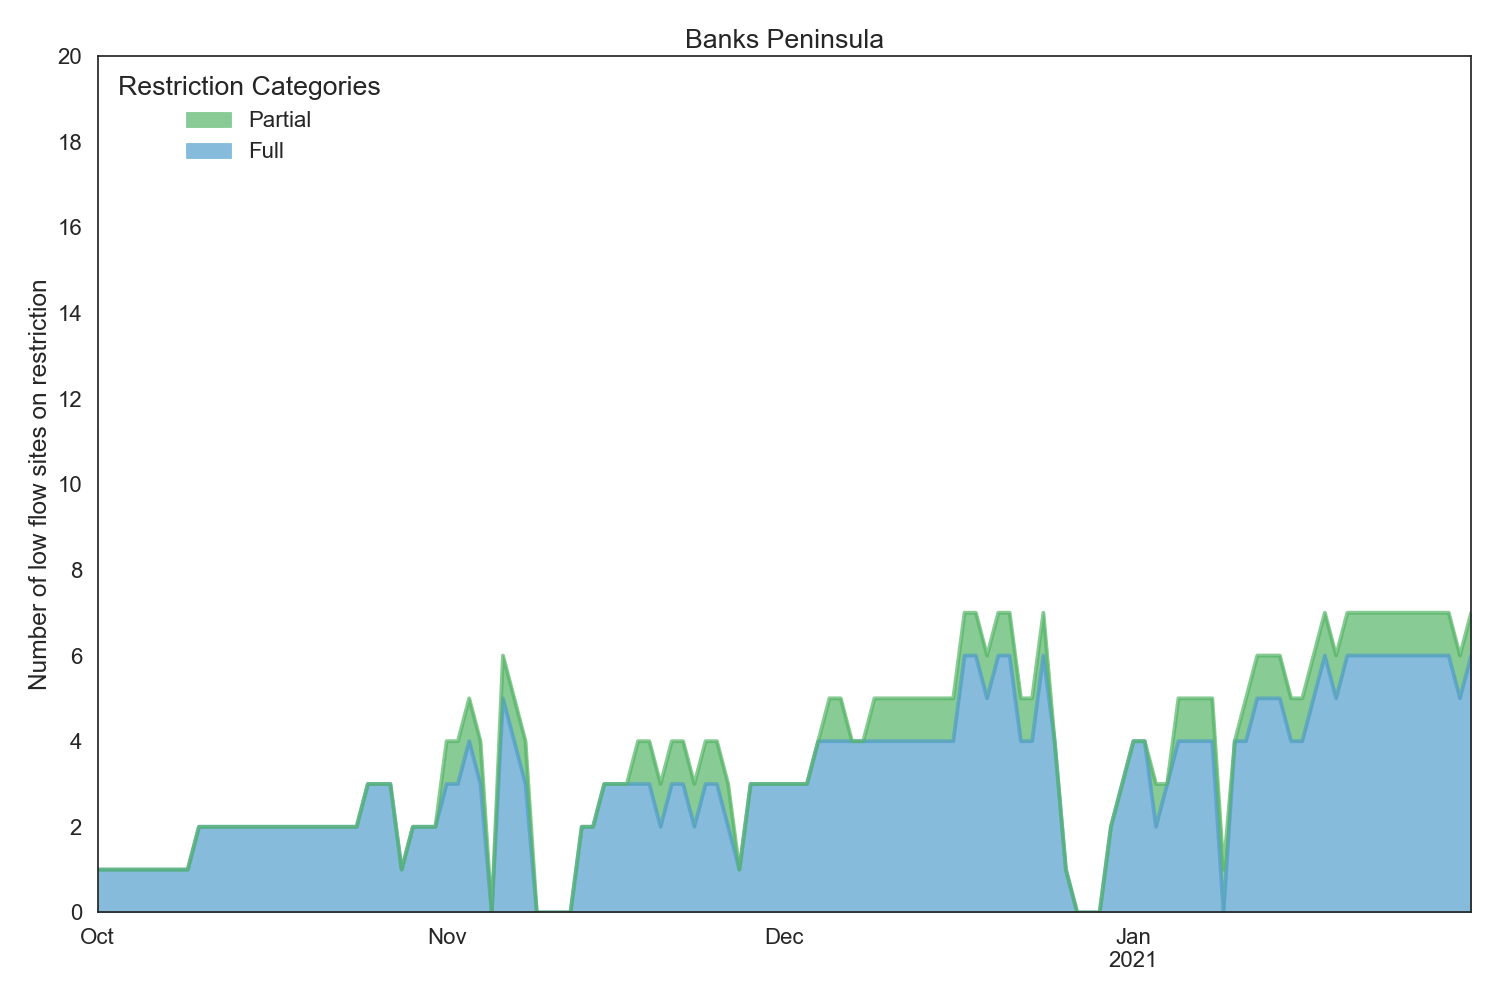 Banks Peninsula
Restriction Categories
Partial
Full
Number of low flow sites on restriction
20
18
16
14
12
10
8
6
4
2
0
Oct
Nov
Dec
Jan
2021